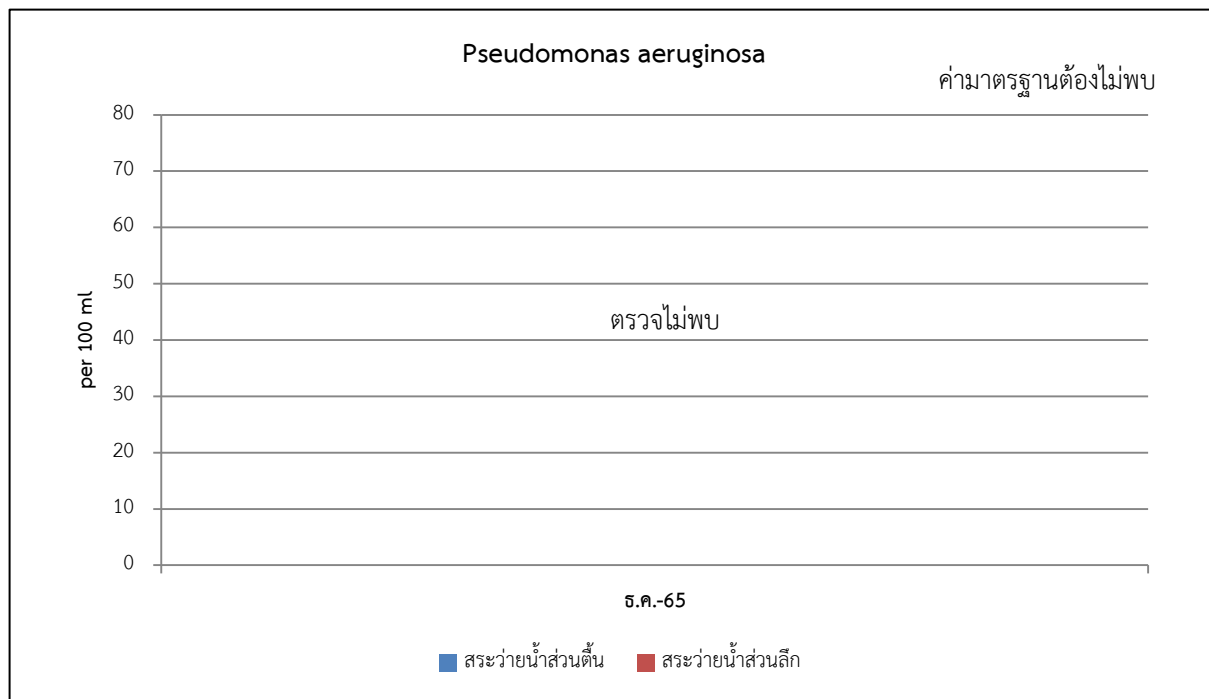 Pseudomonas aeruginosa
ค่ามาตรฐานต้องไม่พบ
80
70
60
50
40
30
20
10
0
per 100 ml
ตรวจไม่พบ
ธ.ค.-65
สระว่ายน้ำส่วนตื้น สระว่ายน้ำส่วนลึก